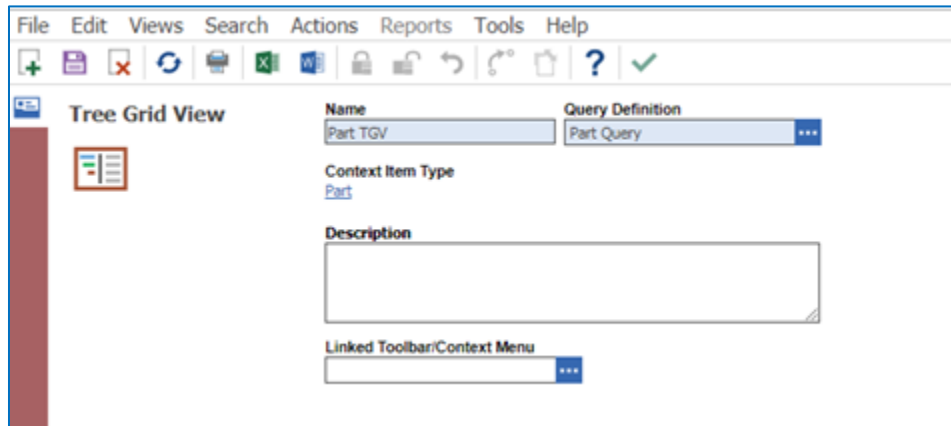 File Edit Views Search Actions Reports Tools Help
Tree Grid View
Name Query Definition
Part TGV Part Query
Context Item Type
Part
Description
Linked Toolbar/Context Menu